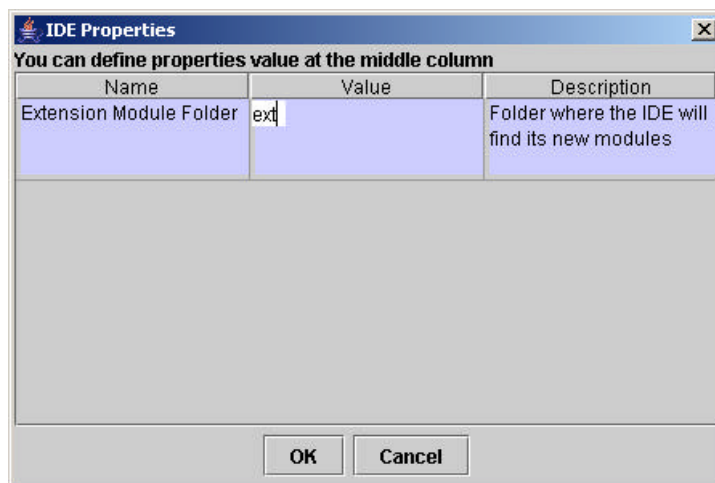 IDE Properties
You can define properties value at the middle column
Name Value Description
Extension Module Folder ext Folder where the IDE will
find its new modules
OK Cancel